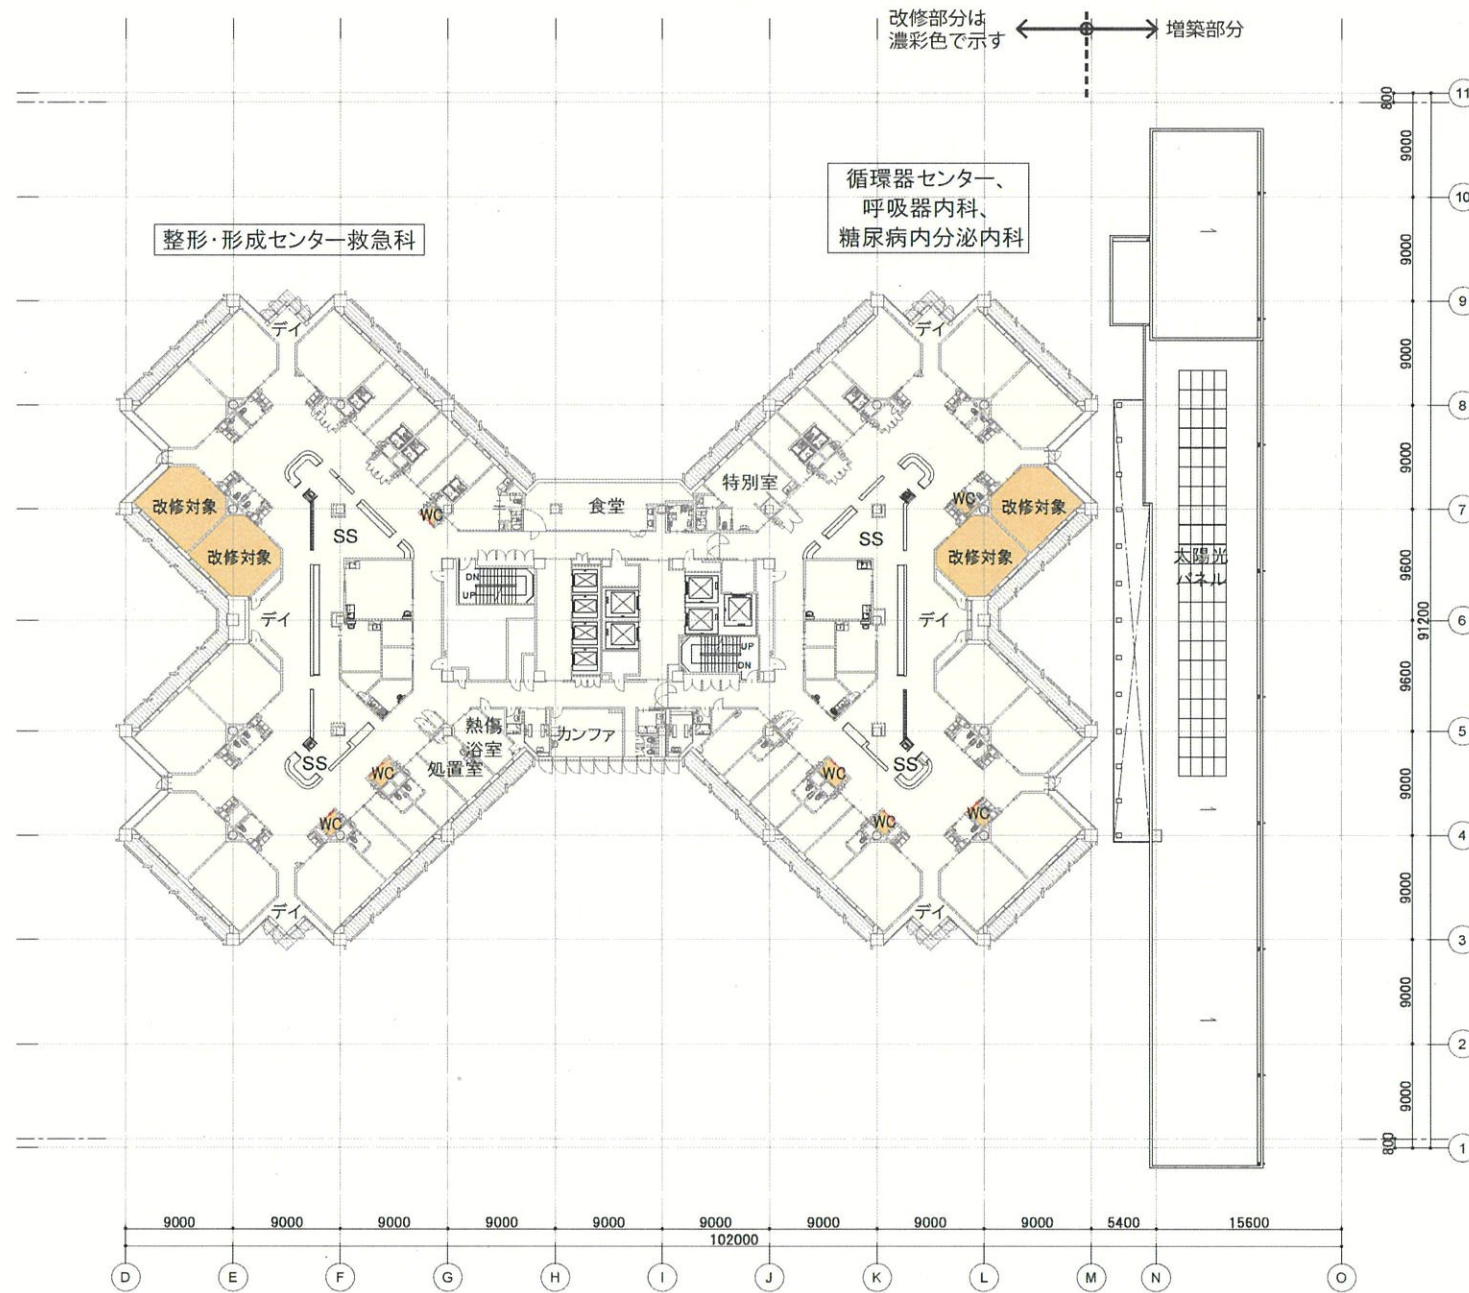 改修部分は
濃彩色で示す
増築部分
整形・形成センター救急科
循環器センター、
呼吸器内科、
糖尿病内分泌内科
デイ
デイ
改修対象
改修対象
SS
WC
デイ
食堂
特別室
SS
WC
改修対象
改修対象
デイ
DN
UP
UP
DN
SS
WC
WC
デイ
熱傷
浴室
処置室
カンファ
SS
WC
WC
WC
デイ
太陽光
パネル
800
9000
9000
9000
9000
9600
9600
9000
9000
9000
9000
800
91200
11
10
9
8
7
6
5
4
3
2
1
9000 9000 9000 9000 9000 9000 9000 9000 9000 5400 15600
102000
D E F G H I J K L M N O